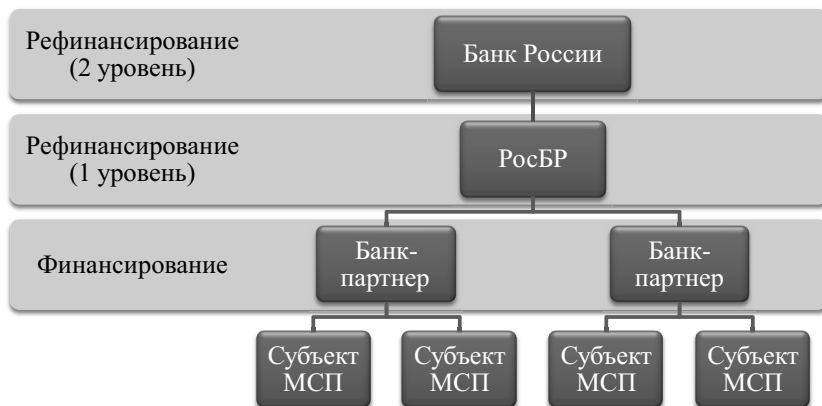 Рефинансирование
(2 уровень)
Банк России
Рефинансирование
(1 уровень)
РосБР
Финансирование
Банк-
партнер
Банк-
партнер
Субъект
МСП
Субъект
МСП
Субъект
МСП
Субъект
МСП